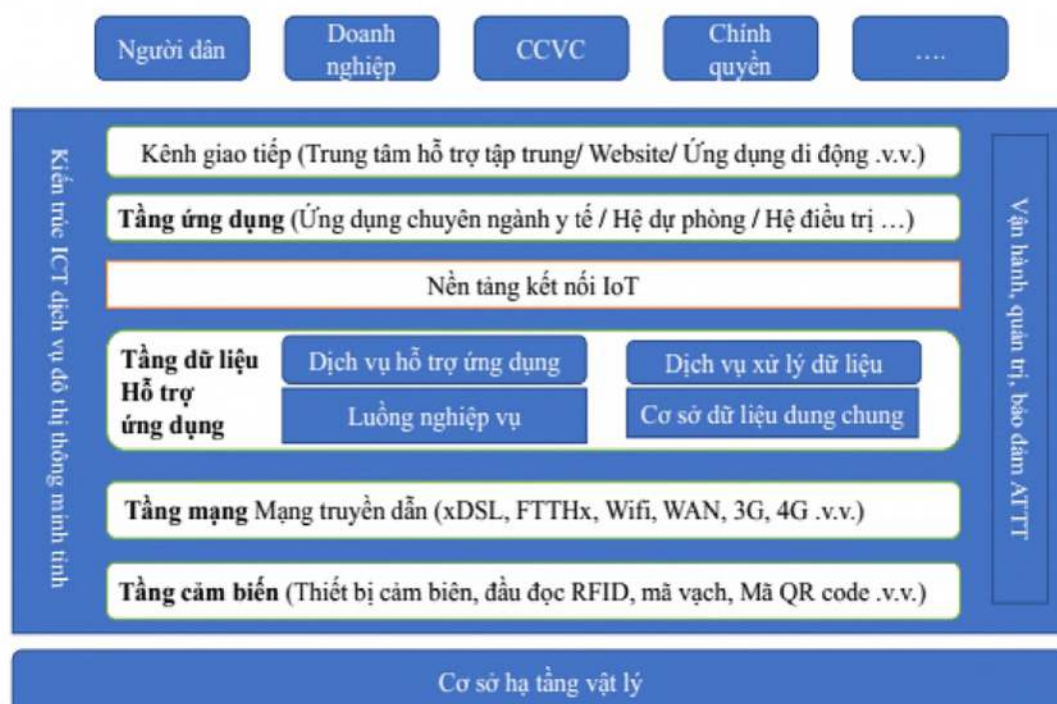 Người dân
Doanh
nghiệp
CCVC
Chính
quyền
....
Kiến trúc ICT dịch vụ đô thị thông minh tỉnh
Kênh giao tiếp (Trung tâm hỗ trợ tập trung/ Website/ Ứng dụng di động .v.v.)
Tầng ứng dụng (Ứng dụng chuyên ngành y tế / Hệ dự phòng / Hệ điều trị …)
Nền tảng kết nối IoT
Tầng dữ liệu
Hỗ trợ
ứng dụng
Dịch vụ hỗ trợ ứng dụng
Dịch vụ xử lý dữ liệu
Luồng nghiệp vụ
Cơ sở dữ liệu dung chung
Tầng mạng Mạng truyền dẫn (xDSL, FTTHx, Wifi, WAN, 3G, 4G .v.v.)
Tầng cảm biến (Thiết bị cảm biên, đầu đọc RFID, mã vạch, Mã QR code .v.v.)
Vận hành, quản trị, bảo đảm ATTT
Cơ sở hạ tầng vật lý